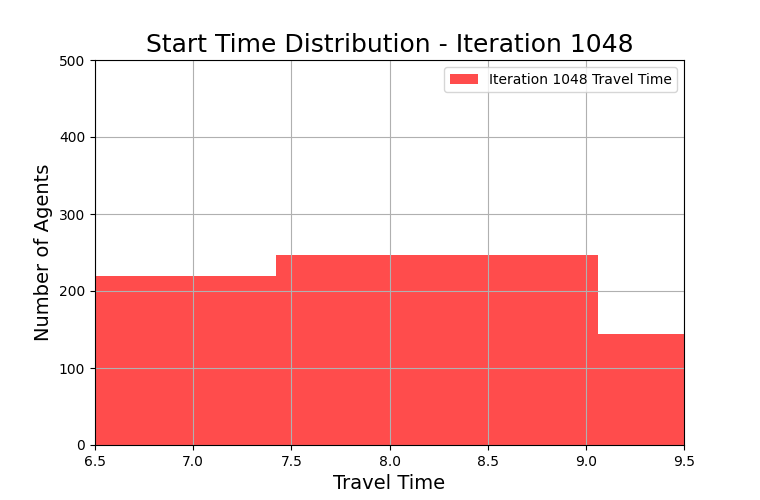 Start Time Distribution - Iteration 1048
Iteration 1048 Travel Time
Number of Agents
500
400
300
200
100
0
6.5 7.0 7.5 8.0 8.5 9.0 9.5
Travel Time